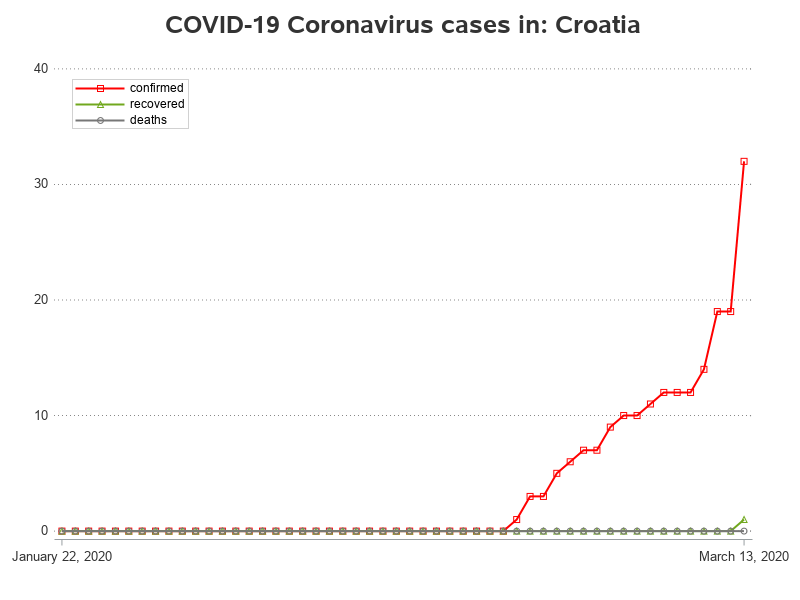 COVID-19 Coronavirus cases in: Croatia
40
confirmed
recovered
deaths
30
20
10
0
January 22, 2020
March 13, 2020